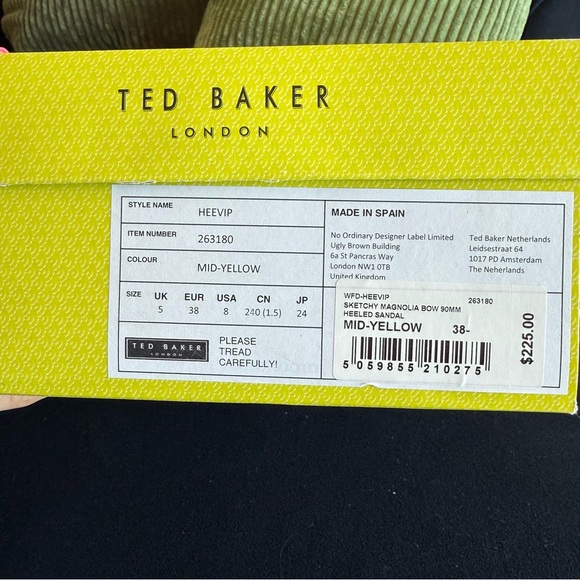 TED BAKER
LONDON
STYLE NAME HEEVIP
ITEM NUMBER 263180
COLOUR MID-YELLOW
SIZE UK EUR USA CN JP
5 38 8 240 (1.5) 24
TED BAKER
LONDON
PLEASE
TREAD
CAREFULLY!
MADE IN SPAIN
No Ordinary Designer Label Limited
Ugly Brown Building
6a St Pancras Way
London NW1 0TB
United Kingdom
Ted Baker Netherlands
Leidsestraat 64
1017 PD Amsterdam
The Nenerlands
WFD-HEEVIP 263180
SKETCHY MAGNOLIA BOW 90MM
HEELED SANDAL
MID-YELLOW 38-
5 059855 210275
$225.00